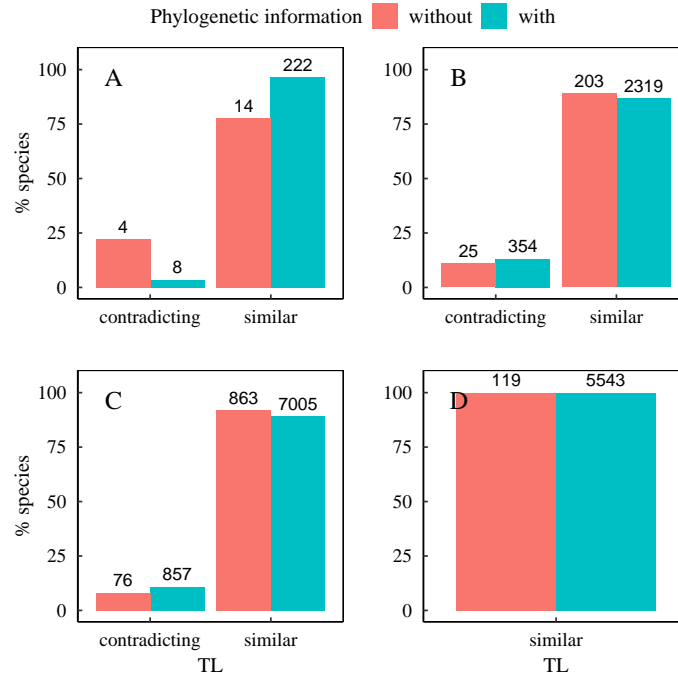 Phylogenetic information without with
A
100
75
50
25
0
% species
4
8
14
222
contradicting similar
B
100
75
50
25
0
25
354
203
2319
contradicting similar
C
100
75
50
25
0
% species
76
857
863
7005
contradicting similar
TL
D
100
75
50
25
0
119
5543
similar
TL